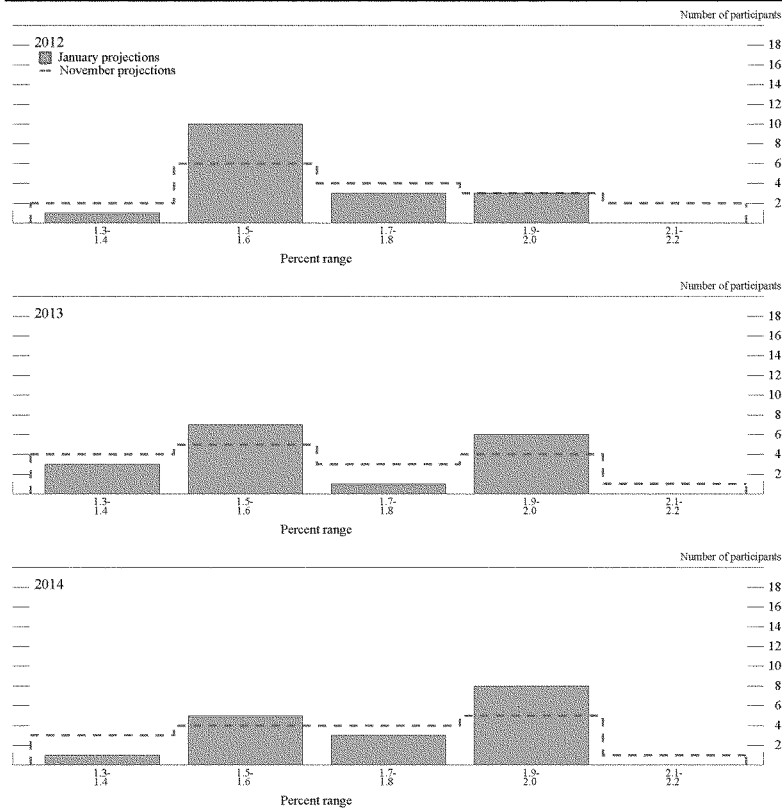 Number of participants
2012
January projections
November projections
18
16
14
12
10
8
6
4
2
1.3- 1.5- 1.7- 1.9- 2.1-
1.4 1.6 1.8 2.0 2.2
Percent range
Number of participants
2013
18
16
14
12
10
8
6
4
2
1.3- 1.5- 1.7- 1.9- 2.1-
1.4 1.6 1.8 2.0 2.2
Percent range
Number of participants
2014
18
16
14
12
10
8
6
4
2
1.3- 1.5- 1.7- 1.9- 2.1-
1.4 1.6 1.8 2.0 2.2
Percent range